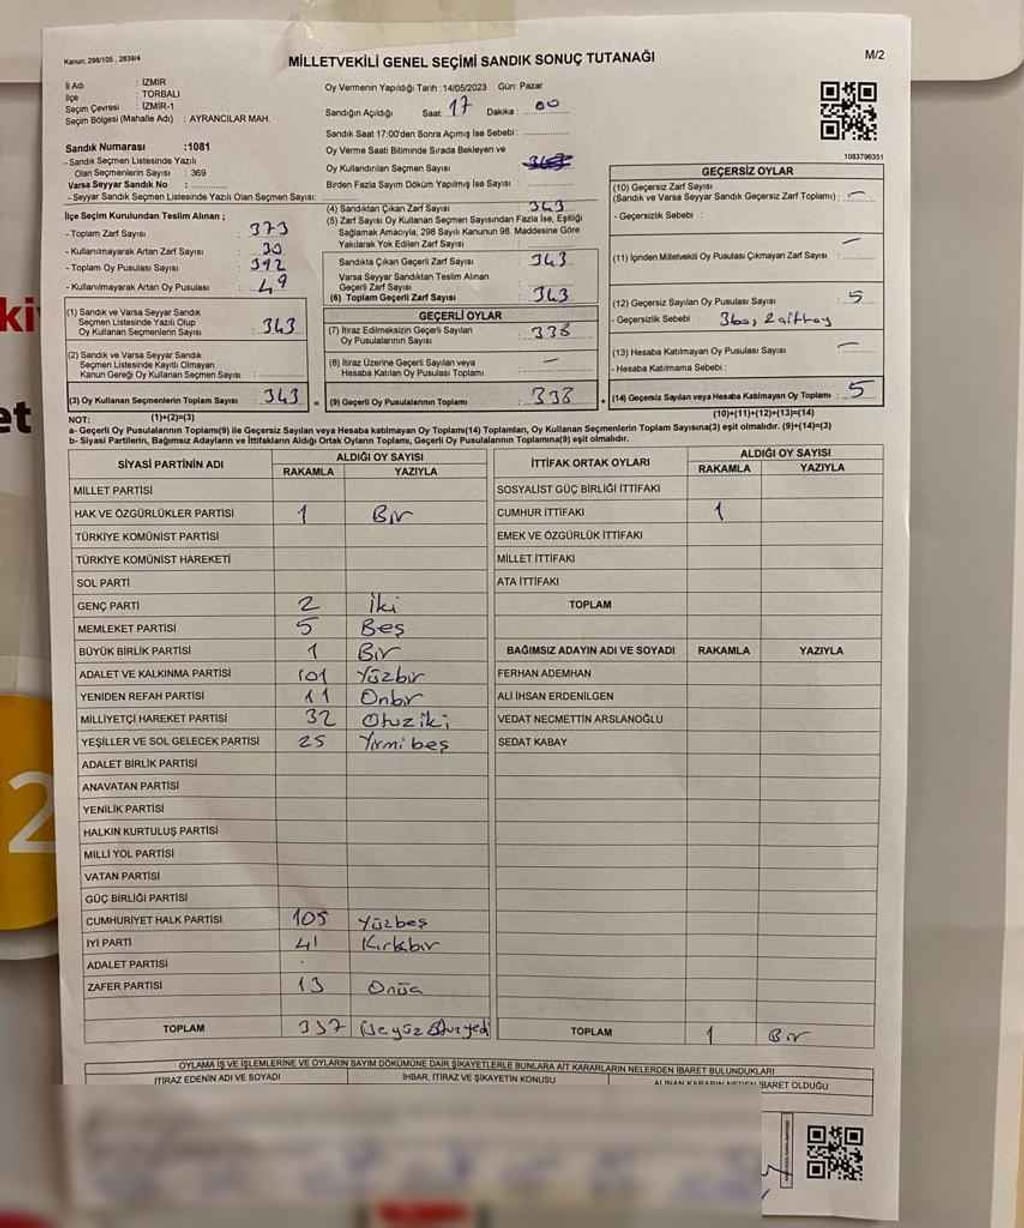 Kanun: 298/105 , 2839/4
MİLLETVEKİLİ GENEL SEÇİMİ SANDIK SONUÇ TUTANAĞI
M/2
İl Adı : İZMİR
İlçe : TORBALI
Seçim Çevresi : İZMİR-1
Seçim Bölgesi (Mahalle Adı) : AYRANCILAR MAH.
Sandık Numarası :1081
- Sandık Seçmen Listesinde Yazılı
Olan Seçmenlerin Sayısı : 369
Varsa Seyyar Sandık No :
- Seyyar Sandık Seçmen Listesinde Yazılı Olan Seçmen Sayısı:
İlçe Seçim Kurulundan Teslim Alınan ;
- Toplam Zarf Sayısı : 373
- Kullanılmayarak Artan Zarf Sayısı : 30
- Toplam Oy Pusulası Sayısı : 392
- Kullanılmayarak Artan Oy Pusulası : 49
(1) Sandık ve Varsa Seyyar Sandık
Seçmen Listesinde Yazılı Olup
Oy Kullanan Seçmenlerin Sayısı : 343
(2) Sandık ve Varsa Seyyar Sandık
Seçmen Listesinde Kayıtlı Olmayan
Kanun Gereği Oy Kullanan Seçmen Sayısı :
(3) Oy Kullanan Seçmenlerin Toplam Sayısı : 343
(1)+(2)=(3)
Oy Vermenin Yapıldığı Tarih :14/05/2023 Gün: Pazar
Sandığın Açıldığı Saat : 17 Dakika : 00
Sandık Saat 17:00'den Sonra Açımış İse Sebebi :
Oy Verme Saati Bitiminde Sırada Bekleyen ve
Oy Kullandırılan Seçmen Sayısı :
Birden Fazla Sayım Döküm Yapılmış İse Sayısı :
(4) Sandıktan Çıkan Zarf Sayısı : 343
(5) Zarf Sayısı Oy Kullanan Seçmen Sayısından Fazla İse, Eşitliği
Sağlamak Amacıyla, 298 Sayılı Kanunun 98. Maddesine Göre
Yakılarak Yok Edilen Zarf Sayısı :
Sandıkta Çıkan Geçerli Zarf Sayısı : 343
Varsa Seyyar Sandıktan Teslim Alınan
Geçerli Zarf Sayısı :
(6) Toplam Geçerli Zarf Sayısı : 343
GEÇERLİ OYLAR
(7) İtiraz Edilmeksizin Geçerli Sayılan
Oy Pusulalarının Sayısı : 338
(8) İtiraz Üzerine Geçerli Sayılan veya
Hesaba Katılan Oy Pusulası Toplamı : —
= (9) Geçerli Oy Pusulalarının Toplamı : 338
1083796351
GEÇERSİZ OYLAR
(10) Geçersiz Zarf Sayısı
(Sandık ve Varsa Seyyar Sandık Geçersiz Zarf Toplamı) : —
- Geçersizlik Sebebi :
(11) İçinden Milletvekili Oy Pusulası Çıkmayan Zarf Sayısı : —
(12) Geçersiz Sayılan Oy Pusulası Sayısı : 5
- Geçersizlik Sebebi : 3boş
(13) Hesaba Katılmayan Oy Pusulası Sayısı : —
- Hesaba Katılmama Sebebi :
+ (14) Geçersiz Sayılan veya Hesaba Katılmayan Oy Toplamı : 5
(10)+(11)+(12)+(13)=(14)
NOT:
a- Geçerli Oy Pusulalarının Toplamı(9) ile Geçersiz Sayılan veya Hesaba katılmayan Oy Toplamı(14) Toplamları, Oy Kullanan Seçmenlerin Toplam Sayısına(3) eşit olmalıdır. (9)+(14)=(3)
b- Siyasi Partilerin, Bağımsız Adayların ve İttifakların Aldığı Ortak Oyların Toplamı, Geçerli Oy Pusulalarının Toplamına(9) eşit olmalıdır.
SİYASİ PARTİNİN ADI ALDIĞI OY SAYISI
RAKAMLA YAZIYLA
MİLLET PARTİSİ
HAK VE ÖZGÜRLÜKLER PARTİSİ 1 Bir
TÜRKİYE KOMÜNİST PARTİSİ
TÜRKİYE KOMÜNİST HAREKETİ
SOL PARTİ
GENÇ PARTİ 2 İki
MEMLEKET PARTİSİ 5 Beş
BÜYÜK BİRLİK PARTİSİ 1 Bir
ADALET VE KALKINMA PARTİSİ 101 Yüzbir
YENİDEN REFAH PARTİSİ 11 Onbir
MİLLİYETÇİ HAREKET PARTİSİ 32 Otuziki
YEŞİLLER VE SOL GELECEK PARTİSİ 25 Yirmibeş
ADALET BİRLİK PARTİSİ
ANAVATAN PARTİSİ
YENİLİK PARTİSİ
HALKIN KURTULUŞ PARTİSİ
MİLLİ YOL PARTİSİ
VATAN PARTİSİ
GÜÇ BİRLİĞİ PARTİSİ
CUMHURİYET HALK PARTİSİ 105 Yüzbeş
İYİ PARTİ 41 Kırkbir
ADALET PARTİSİ
ZAFER PARTİSİ 13 Onüç
TOPLAM 337
İTTİFAK ORTAK OYLARI ALDIĞI OY SAYISI
RAKAMLA YAZIYLA
SOSYALİST GÜÇ BİRLİĞİ İTTİFAKI
CUMHUR İTTİFAKI 1
EMEK VE ÖZGÜRLÜK İTTİFAKI
MİLLET İTTİFAKI
ATA İTTİFAKI
TOPLAM
BAĞIMSIZ ADAYIN ADI VE SOYADI RAKAMLA YAZIYLA
FERHAN ADEMHAN
ALİ İHSAN ERDENİLGEN
VEDAT NECMETTİN ARSLANOĞLU
SEDAT KABAY
TOPLAM 1 Bir
OYLAMA İŞ VE İŞLEMLERİNE VE OYLARIN SAYIM DÖKÜMÜNE DAİR ŞİKAYETLERLE BUNLARA AİT KARARLARIN NELERDEN İBARET BULUNDUKLARI
İTİRAZ EDENİN ADI VE SOYADI İHBAR, İTİRAZ VE ŞİKAYETİN KONUSU ALINAN KARARIN NEDEN İBARET OLDUĞU
ki
et
2